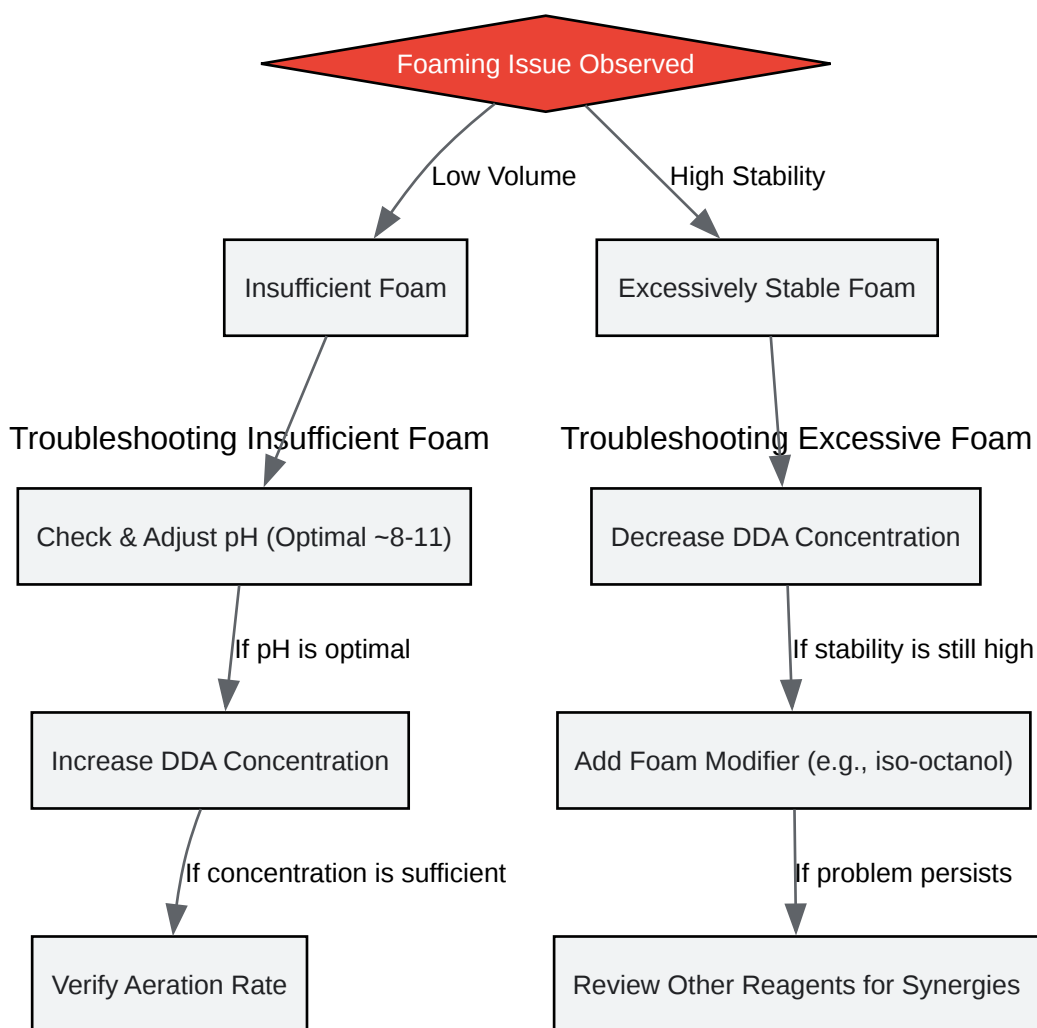 Foaming Issue Observed
Low Volume
High Stability
Insufficient Foam
Excessively Stable Foam
Troubleshooting Insufficient Foam
Troubleshooting Excessive Foam
Check & Adjust pH (Optimal ~8-11)
Decrease DDA Concentration
If pH is optimal
If stability is still high
Increase DDA Concentration
Add Foam Modifier (e.g., iso-octanol)
If concentration is sufficient
If problem persists
Verify Aeration Rate
Review Other Reagents for Synergies